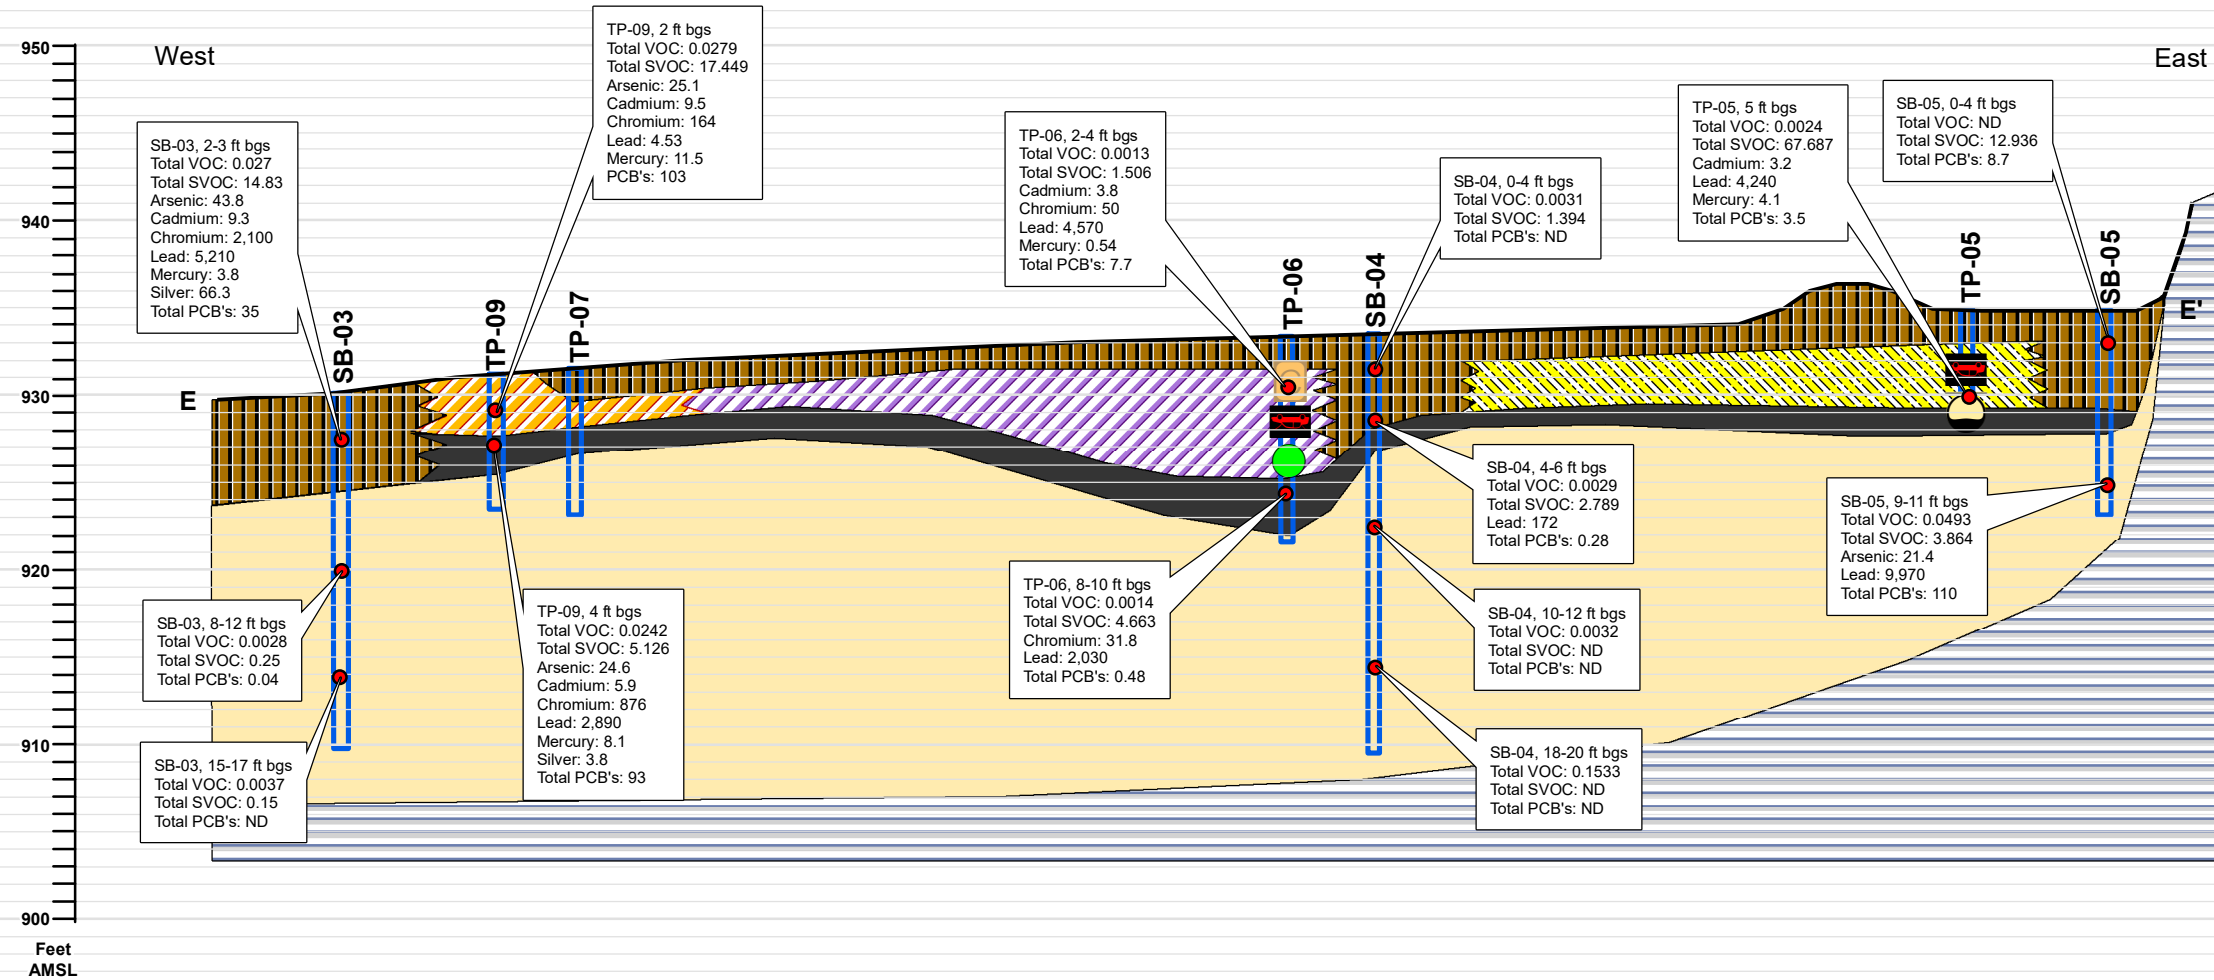 950
West
East
TP-09, 2 ft bgs
Total VOC: 0.0279
Total SVOC: 17.449
Arsenic: 25.1
Cadmium: 9.5
Chromium: 164
Lead: 4.53
Mercury: 11.5
PCB's: 103
SB-03, 2-3 ft bgs
Total VOC: 0.027
Total SVOC: 14.83
Arsenic: 43.8
Cadmium: 9.3
Chromium: 2,100
Lead: 5,210
Mercury: 3.8
Silver: 66.3
Total PCB's: 35
TP-06, 2-4 ft bgs
Total VOC: 0.0013
Total SVOC: 1.506
Cadmium: 3.8
Chromium: 50
Lead: 4,570
Mercury: 0.54
Total PCB's: 7.7
SB-04, 0-4 ft bgs
Total VOC: 0.0031
Total SVOC: 1.394
Total PCB's: ND
TP-05, 5 ft bgs
Total VOC: 0.0024
Total SVOC: 67.687
Cadmium: 3.2
Lead: 4,240
Mercury: 4.1
Total PCB's: 3.5
SB-05, 0-4 ft bgs
Total VOC: ND
Total SVOC: 12.936
Total PCB's: 8.7
940
SB-03
TP-09
TP-07
TP-06
SB-04
TP-05
SB-05
E'
930
E
SB-04, 4-6 ft bgs
Total VOC: 0.0029
Total SVOC: 2.789
Lead: 172
Total PCB's: 0.28
SB-05, 9-11 ft bgs
Total VOC: 0.0493
Total SVOC: 3.864
Arsenic: 21.4
Lead: 9,970
Total PCB's: 110
920
SB-03, 8-12 ft bgs
Total VOC: 0.0028
Total SVOC: 0.25
Total PCB's: 0.04
TP-09, 4 ft bgs
Total VOC: 0.0242
Total SVOC: 5.126
Arsenic: 24.6
Cadmium: 5.9
Chromium: 876
Lead: 2,890
Mercury: 8.1
Silver: 3.8
Total PCB's: 93
TP-06, 8-10 ft bgs
Total VOC: 0.0014
Total SVOC: 4.663
Chromium: 31.8
Lead: 2,030
Total PCB's: 0.48
SB-04, 10-12 ft bgs
Total VOC: 0.0032
Total SVOC: ND
Total PCB's: ND
910
SB-03, 15-17 ft bgs
Total VOC: 0.0037
Total SVOC: 0.15
Total PCB's: ND
SB-04, 18-20 ft bgs
Total VOC: 0.1533
Total SVOC: ND
Total PCB's: ND
900
Feet
AMSL